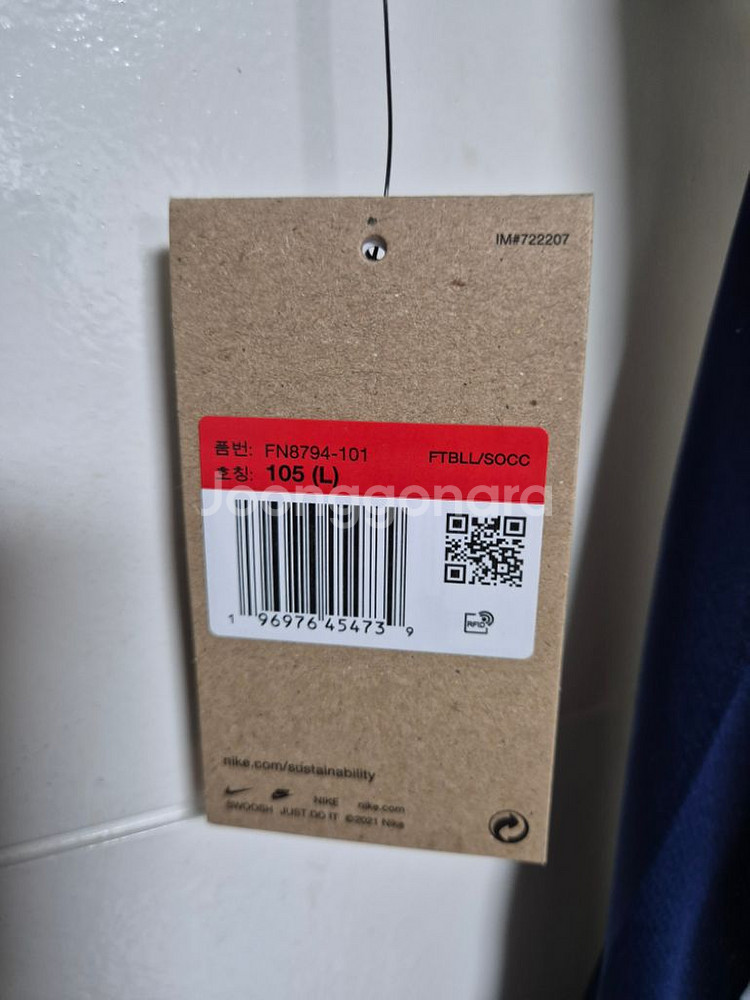 IM#722207
품번: FN8794-101
FTBLL/SOCC
호칭: 105 (L)
Joonggonara
1 96976 45473 9
RFID
nike.com/sustainability
NIKE nike.com
SWOOSH JUST DO IT ©2021 Nike